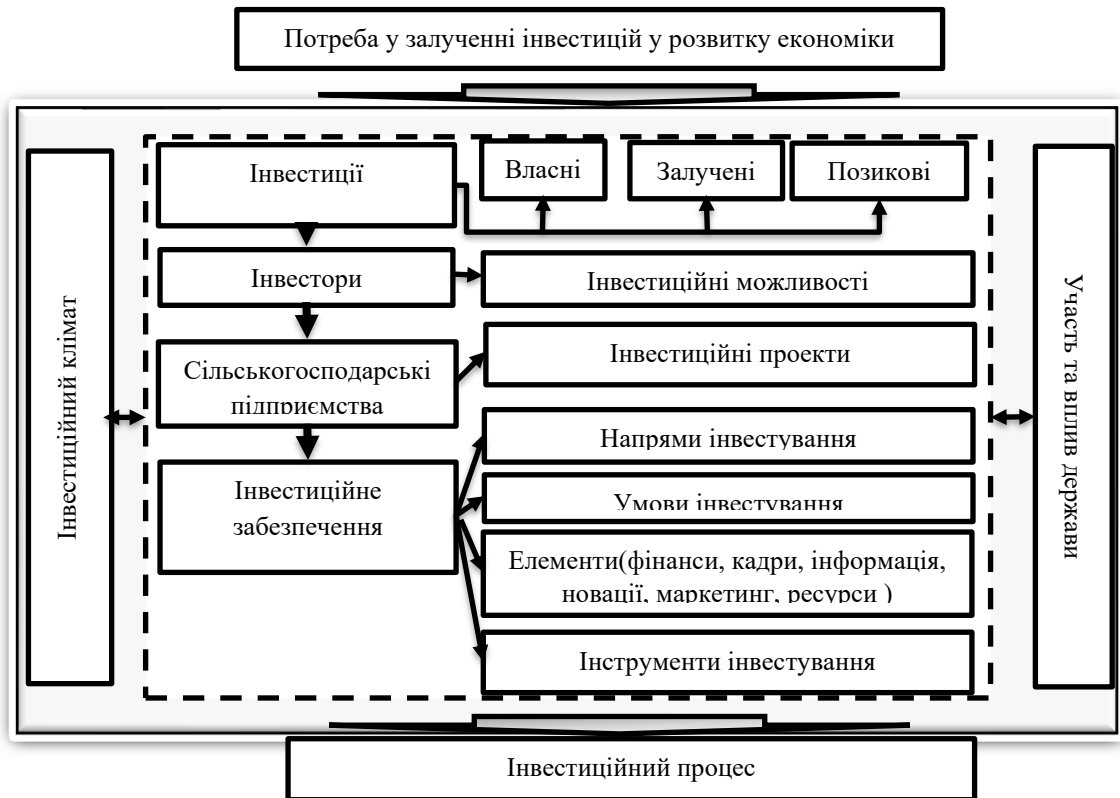 Потреба у залученні інвестицій у розвитку економіки
Інвестиційний клімат
Інвестиції
Власні
Залучені
Позикові
Інвестори
Інвестиційні можливості
Сільськогосподарські
підприємства
Інвестиційні проекти
Інвестиційне
забезпечення
Напрями інвестування
Умови інвестування
Елементи(фінанси, кадри, інформація,
новації, маркетинг, ресурси )
Інструменти інвестування
Участь та вплив держави
Інвестиційний процес